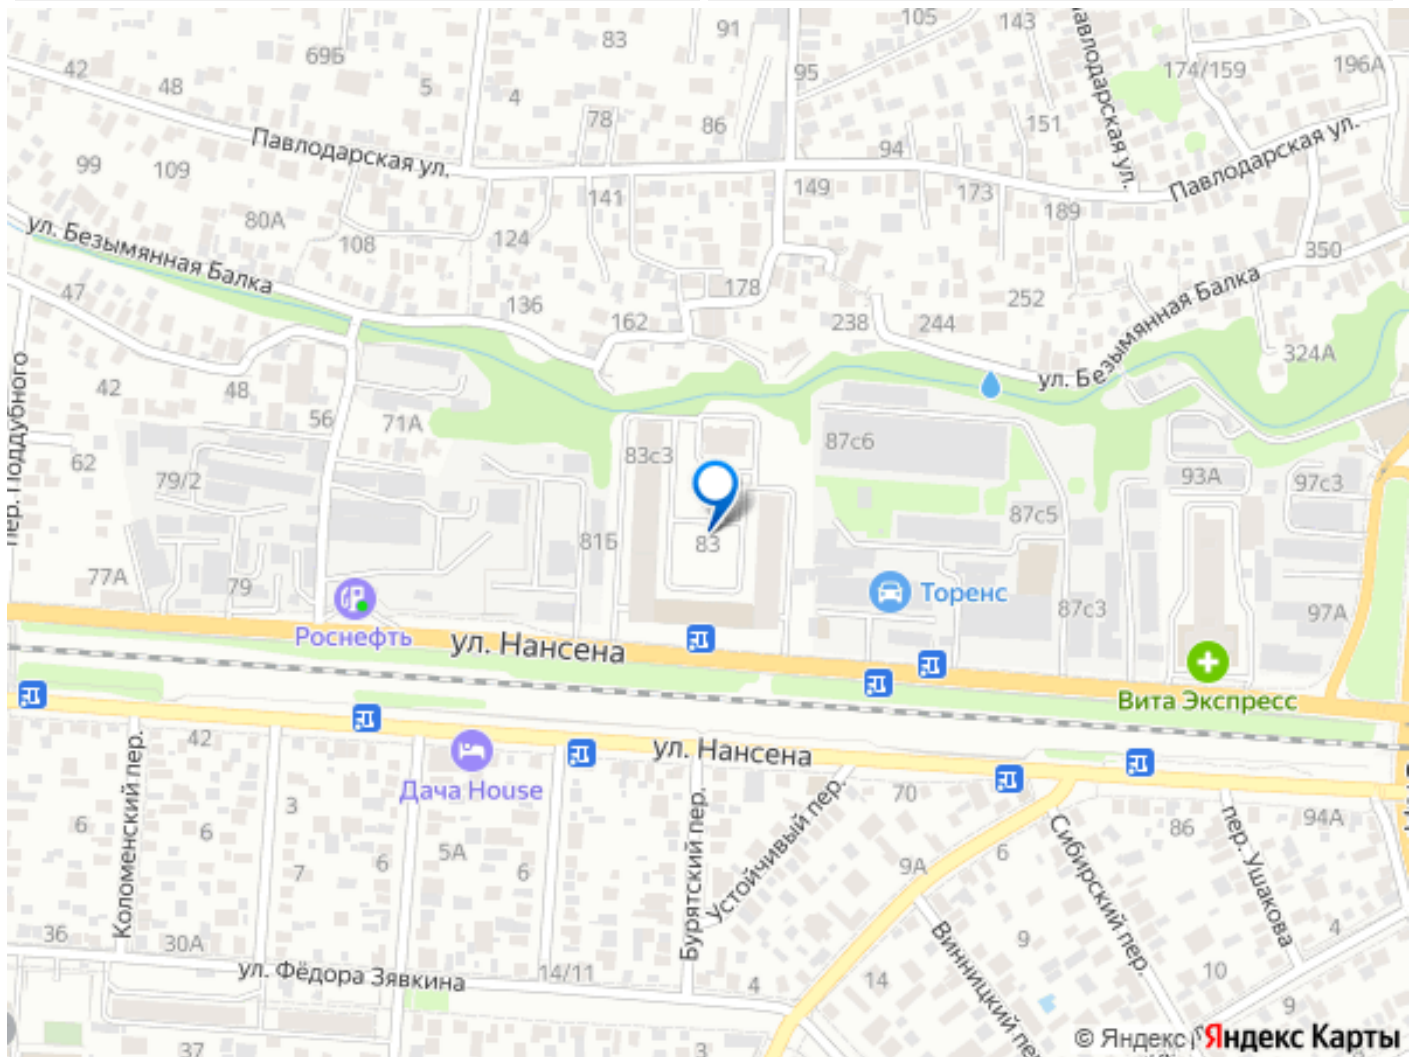 91
105
143
83
69Б
Павлодарская ул.
42
95
174/159
196А
48
5
4
78
86
151
94
Павлодарская ул.
Павлодарская ул.
99
109
141
149
173
189
80А
ул. Безымянная Балка
108
124
350
47
136
178
252
ул. Безымянная Балка
162
238
244
324А
пер. Поддубного
42
48
56
71А
87с6
62
83с3
79/2
93А
97с3
87с5
81Б
83
77А
79
Торенс
87с3
97А
Роснефть
ул. Нансена
Вита Экспресс
42
ул. Нансена
Дача House
Коломенский пер.
3
70
6
6
5А
Бурятский пер.
Устойчивый пер.
86
94А
7
6
6
9А
6
Сибирский пер.
пер. Ушакова
36
30А
Винницкий пе
9
4
ул. Фёдора Зявкина
14/11
4
14
10
9
37
© Яндекс
Яндекс Карты